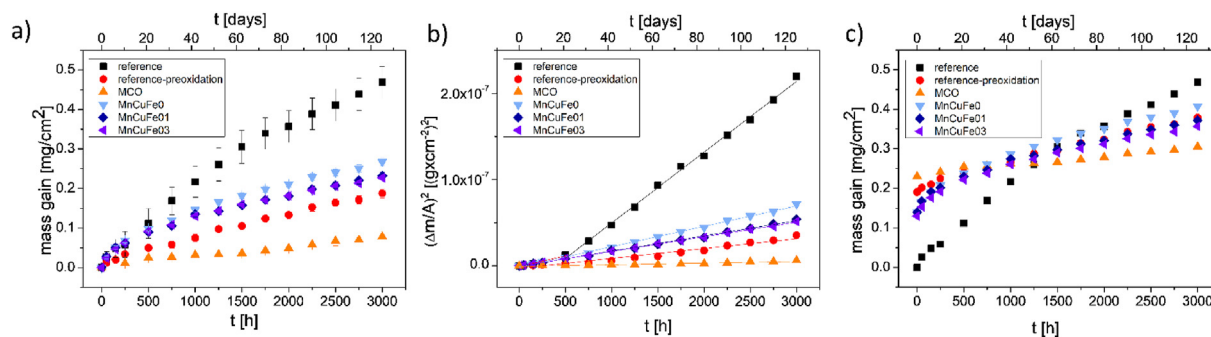 a)
t [days]
0 20 40 60 80 100 120
0.5
0.4
0.3
0.2
0.1
0.0
mass gain [mg/cm²]
reference
reference-preoxidation
MCO
MnCuFe0
MnCuFe01
MnCuFe03
0 500 1000 1500 2000 2500 3000
t [h]
b)
t [days]
0 20 40 60 80 100 120
2.0x10⁻⁷
1.0x10⁻⁷
0.0
(Δm/A)² [(gxcm⁻²)²]
reference
reference-preoxidation
MCO
MnCuFe0
MnCuFe01
MnCuFe03
0 500 1000 1500 2000 2500 3000
t [h]
c)
t [days]
0 20 40 60 80 100 120
0.5
0.4
0.3
0.2
0.1
0.0
mass gain [mg/cm²]
reference
reference-preoxidation
MCO
MnCuFe0
MnCuFe01
MnCuFe03
0 500 1000 1500 2000 2500 3000
t [h]